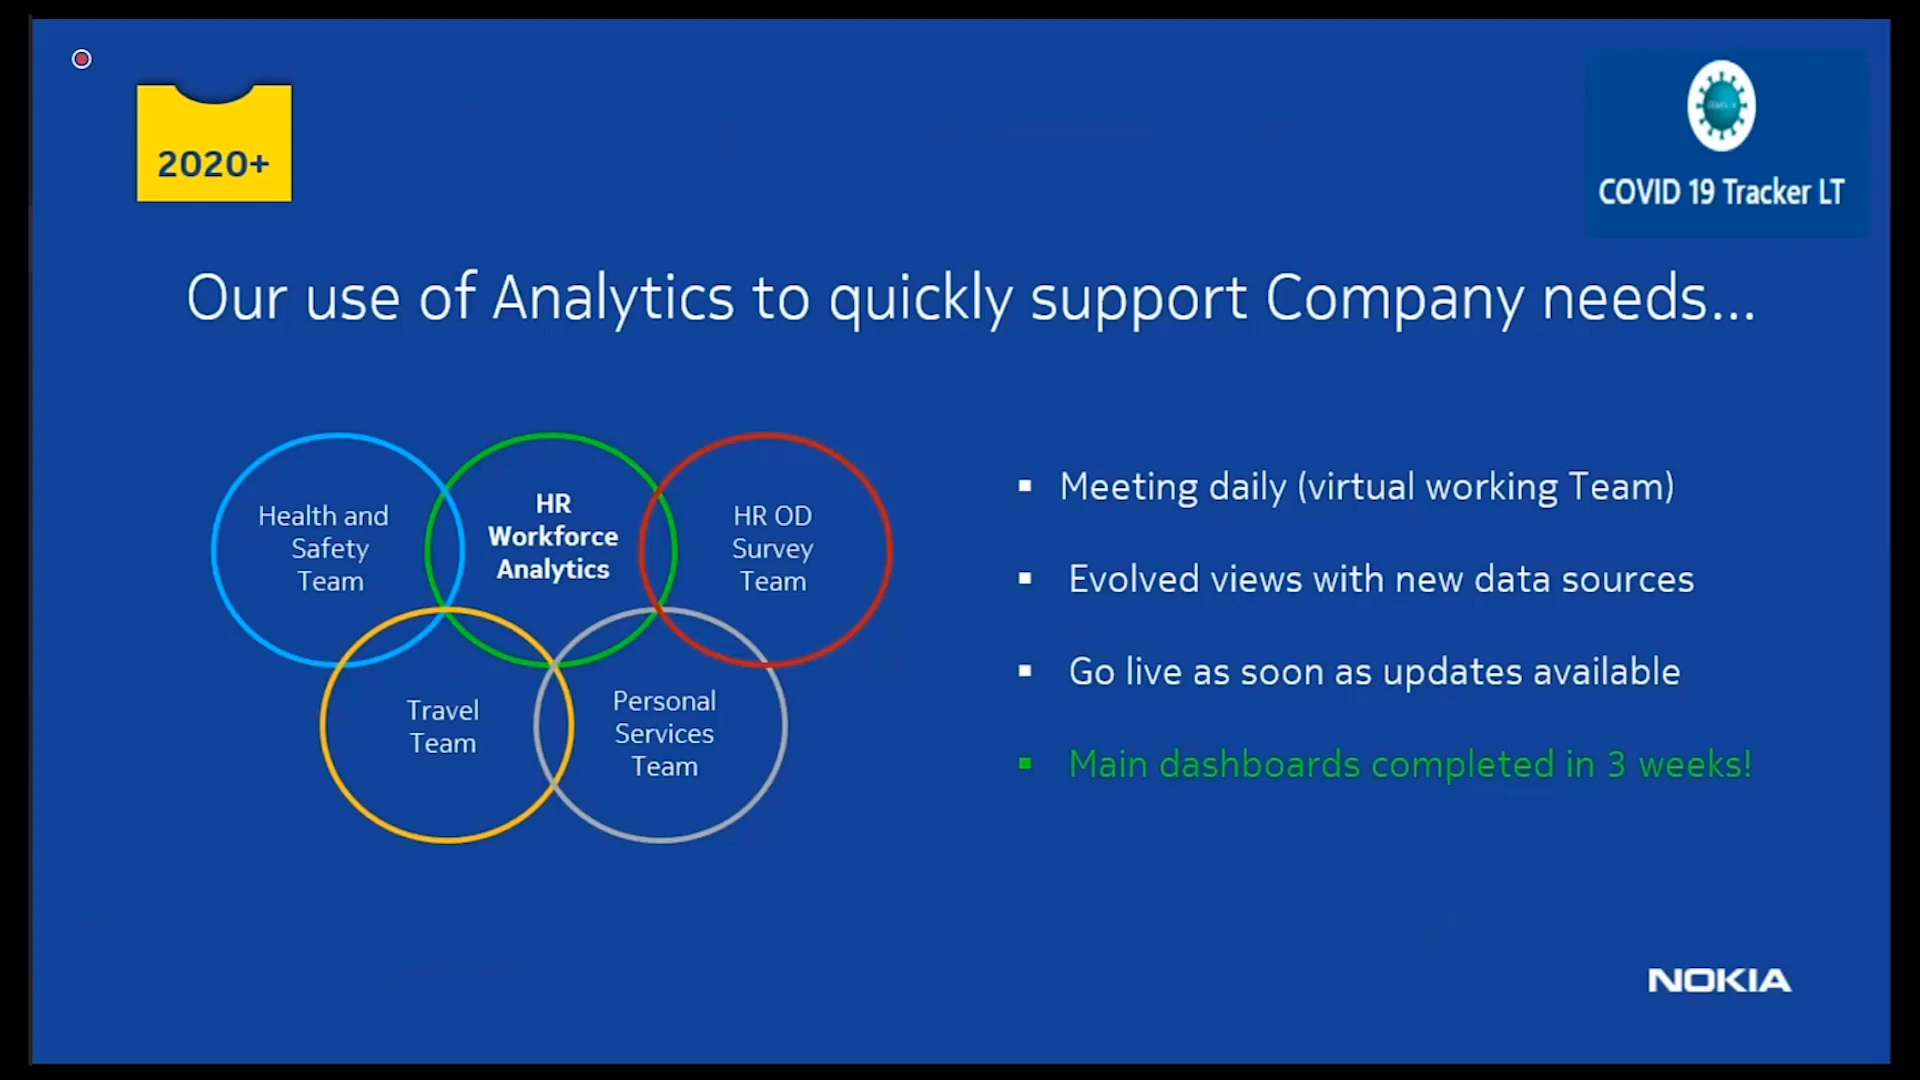 2020+
COVID 19 Tracker LT
Our use of Analytics to quickly support Company needs...
Health and
Safety
Team
HR
Workforce
Analytics
HR OD
Survey
Team
Travel
Team
Personal
Services
Team
▪ Meeting daily (virtual working Team)
▪ Evolved views with new data sources
▪ Go live as soon as updates available
▪ Main dashboards completed in 3 weeks!
NOKIA